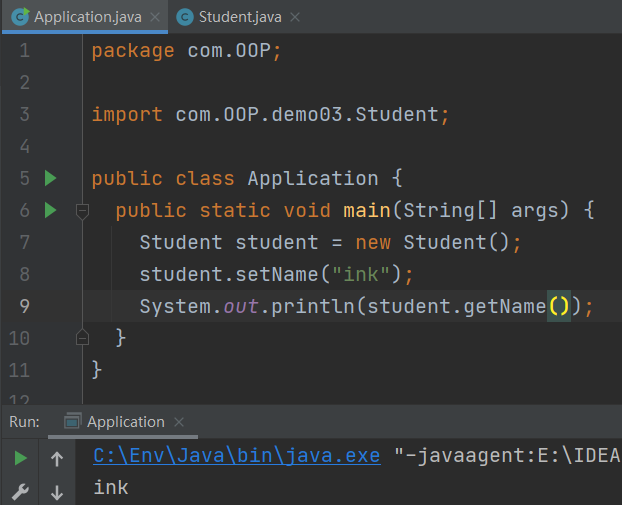 Application.java Student.java
1 package com.OOP;
2
3 import com.OOP.demo03.Student;
4
5 public class Application {
6 public static void main(String[] args) {
7 Student student = new Student();
8 student.setName("ink");
9 System.out.println(student.getName());
10 }
11 }
12
Run: Application
C:\Env\Java\bin\java.exe "-javaagent:E:\IDEA
ink